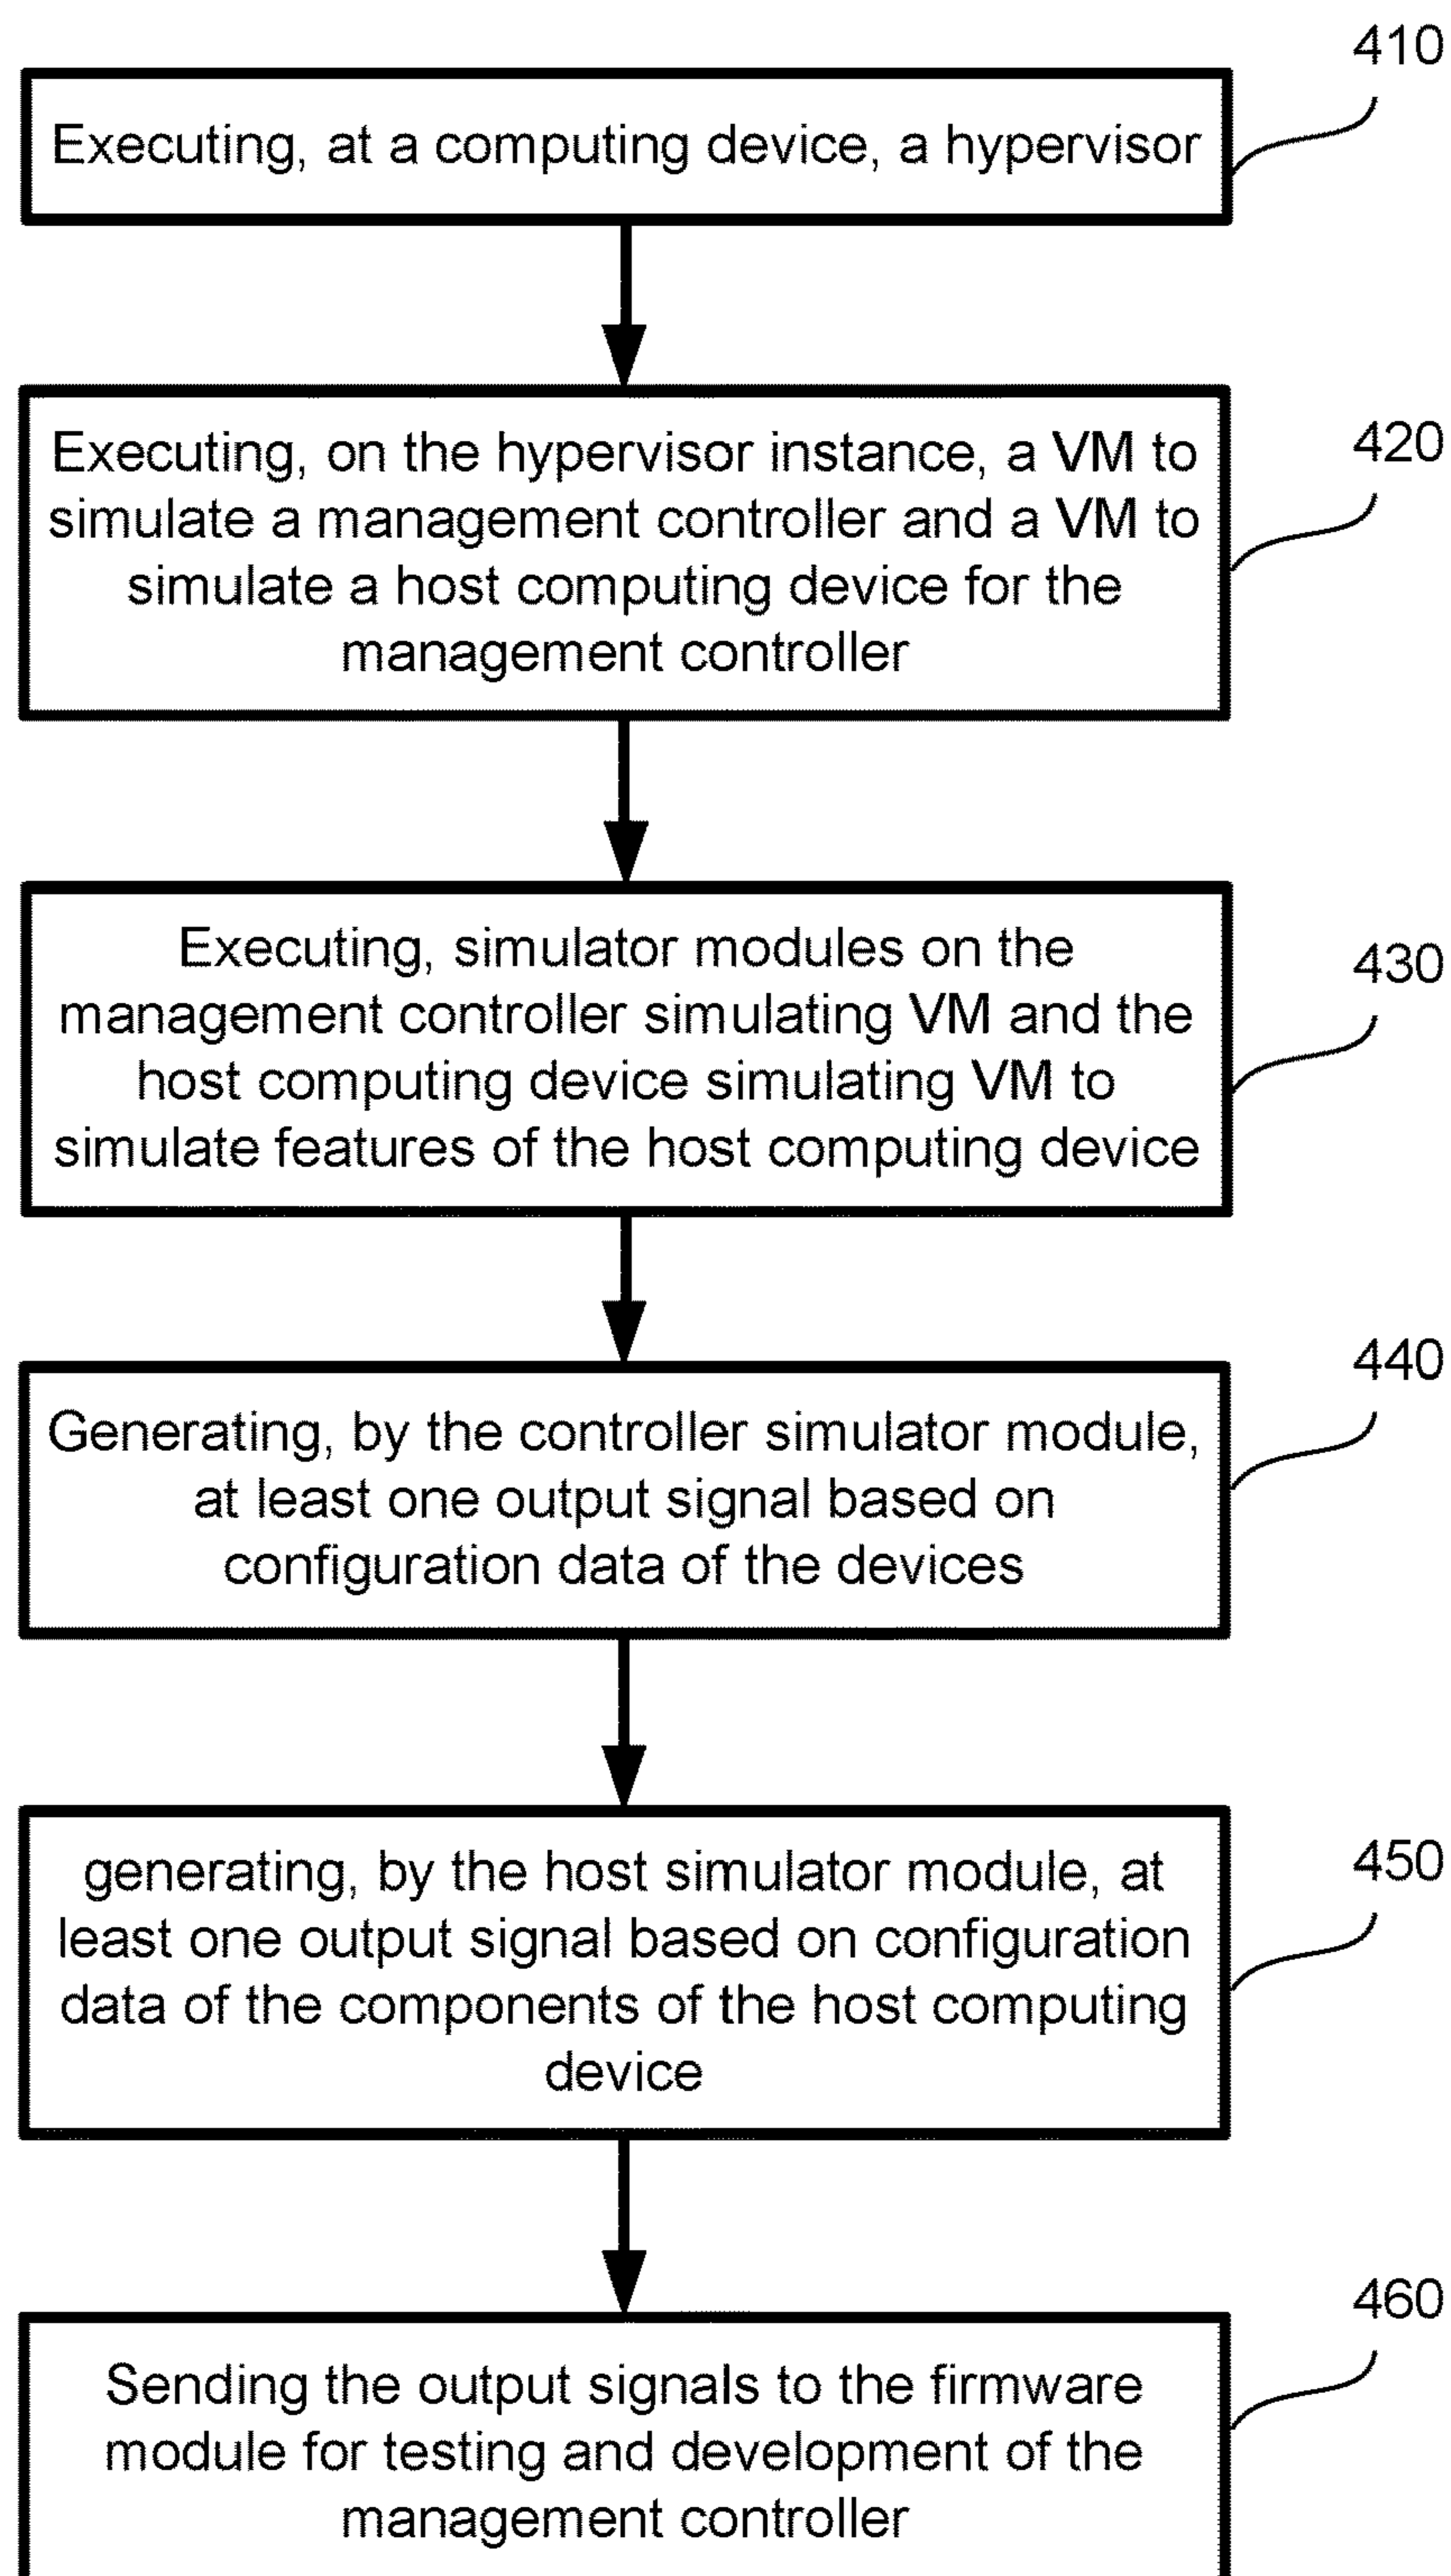 410
Executing, at a computing device, a hypervisor
420
Executing, on the hypervisor instance, a VM to
simulate a management controller and a VM to
simulate a host computing device for the
management controller
430
Executing, simulator modules on the
management controller simulating VM and the
host computing device simulating VM to
simulate features of the host computing device
440
Generating, by the controller simulator module,
at least one output signal based on
configuration data of the devices
450
generating, by the host simulator module, at
least one output signal based on configuration
data of the components of the host computing
device
460
Sending the output signals to the firmware
module for testing and development of the
management controller